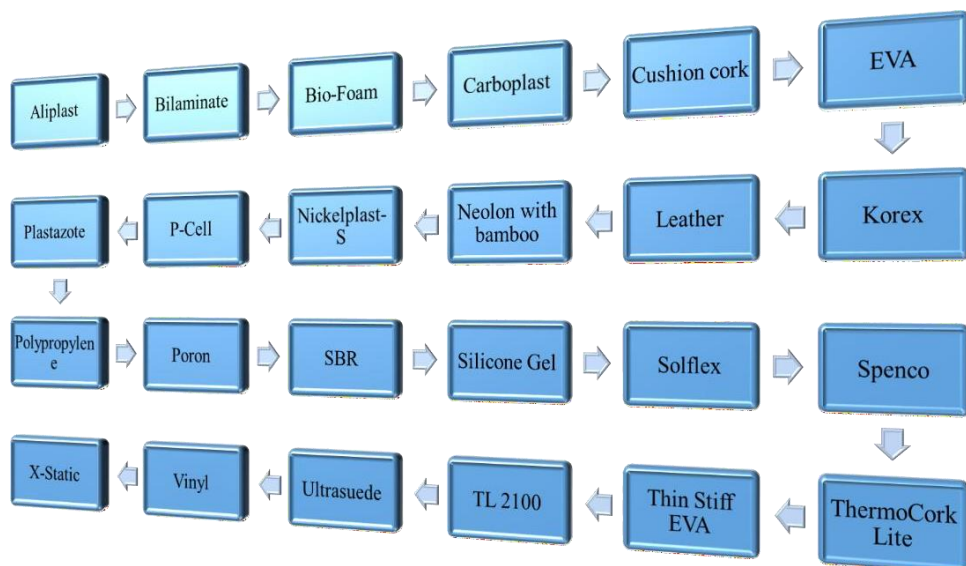 Aliplast
Bilaminate
Bio-Foam
Carboplast
Cushion cork
EVA
Korex
Leather
Neolon with
bamboo
Nickelplast-
S
P-Cell
Plastazote
Polypropylen
e
Poron
SBR
Silicone Gel
Solflex
Spenco
ThermoCork
Lite
Thin Stiff
EVA
TL 2100
Ultrasuede
Vinyl
X-Static